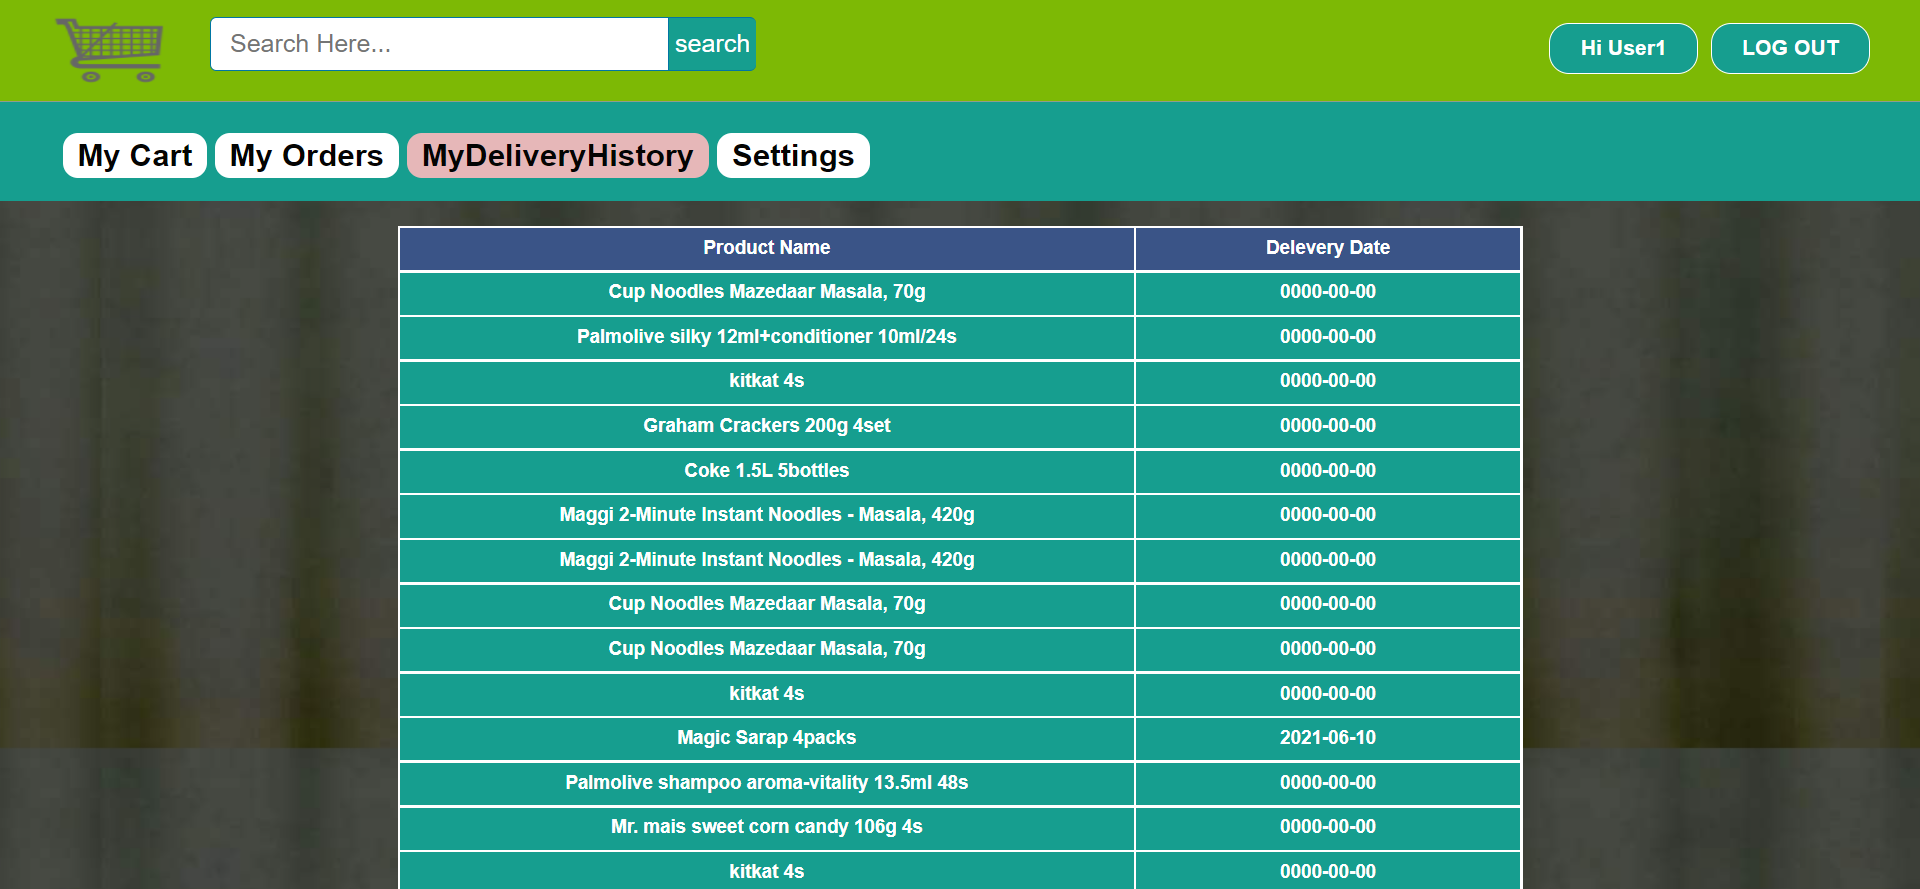 Search Here... search Hi User1 LOG OUT
My Cart My Orders MyDeliveryHistory Settings
Product Name Delevery Date
Cup Noodles Mazedaar Masala, 70g 0000-00-00
Palmolive silky 12ml+conditioner 10ml/24s 0000-00-00
kitkat 4s 0000-00-00
Graham Crackers 200g 4set 0000-00-00
Coke 1.5L 5bottles 0000-00-00
Maggi 2-Minute Instant Noodles - Masala, 420g 0000-00-00
Maggi 2-Minute Instant Noodles - Masala, 420g 0000-00-00
Cup Noodles Mazedaar Masala, 70g 0000-00-00
Cup Noodles Mazedaar Masala, 70g 0000-00-00
kitkat 4s 0000-00-00
Magic Sarap 4packs 2021-06-10
Palmolive shampoo aroma-vitality 13.5ml 48s 0000-00-00
Mr. mais sweet corn candy 106g 4s 0000-00-00
kitkat 4s 0000-00-00